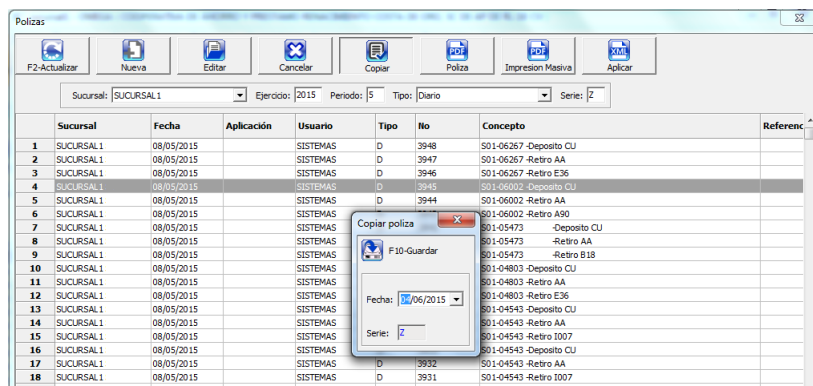 Polizas
F2-Actualizar Nueva Editar Cancelar Copiar PDF Poliza PDF Impresion Masiva XML Aplicar
Sucursal: SUCURSAL1 Ejercicio: 2015 Periodo: 5 Tipo: Diario Serie: Z
Sucursal Fecha Aplicación Usuario Tipo No Concepto Referenc
1 SUCURSAL1 08/05/2015 SISTEMAS D 3948 S01-06267 -Deposito CU
2 SUCURSAL1 08/05/2015 SISTEMAS D 3947 S01-06267 -Retiro AA
3 SUCURSAL1 08/05/2015 SISTEMAS D 3946 S01-06267 -Retiro E36
4 SUCURSAL1 08/05/2015 SISTEMAS D 3945 S01-06002 -Deposito CU
5 SUCURSAL1 08/05/2015 SISTEMAS D 3944 S01-06002 -Retiro AA
6 SUCURSAL1 08/05/2015 SISTEMAS S01-06002 -Retiro A90
7 SUCURSAL1 08/05/2015 SISTEMAS S01-05473 -Deposito CU
8 SUCURSAL1 08/05/2015 SISTEMAS S01-05473 -Retiro AA
9 SUCURSAL1 08/05/2015 SISTEMAS S01-05473 -Retiro B18
10 SUCURSAL1 08/05/2015 SISTEMAS S01-04803 -Deposito CU
11 SUCURSAL1 08/05/2015 SISTEMAS S01-04803 -Retiro AA
12 SUCURSAL1 08/05/2015 SISTEMAS S01-04803 -Retiro E36
13 SUCURSAL1 08/05/2015 SISTEMAS S01-04543 -Deposito CU
14 SUCURSAL1 08/05/2015 SISTEMAS S01-04543 -Retiro AA
15 SUCURSAL1 08/05/2015 SISTEMAS S01-04543 -Retiro I007
16 SUCURSAL1 08/05/2015 SISTEMAS S01-04543 -Deposito CU
17 SUCURSAL1 08/05/2015 SISTEMAS D 3932 S01-04543 -Retiro AA
18 SUCURSAL1 08/05/2015 SISTEMAS D 3931 S01-04543 -Retiro I007
Copiar poliza
F10-Guardar
Fecha: 04/06/2015
Serie: Z